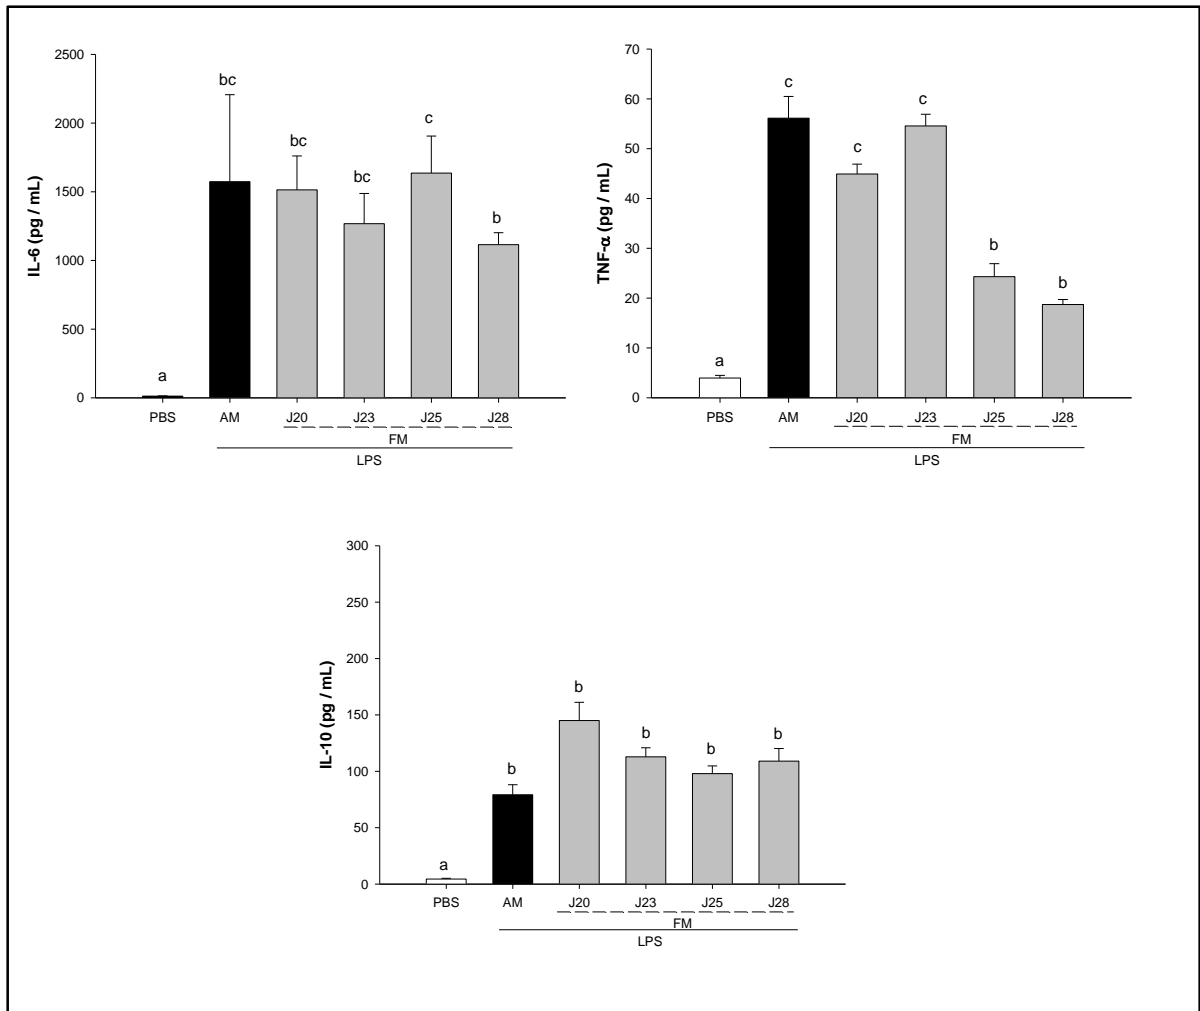 2500
2000
1500
1000
500
0
IL-6 (pg / mL)
a
bc
bc
bc
c
b
PBS AM J20 J23 J25 J28
FM
LPS
70
60
50
40
30
20
10
0
TNF-α (pg / mL)
a
c
c
c
b
b
PBS AM J20 J23 J25 J28
FM
LPS
300
250
200
150
100
50
0
IL-10 (pg / mL)
a
b
b
b
b
b
PBS AM J20 J23 J25 J28
FM
LPS